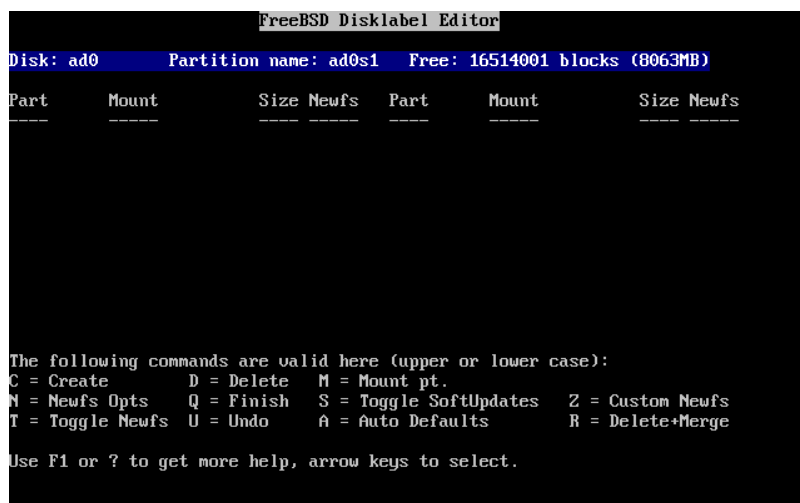 FreeBSD Disklabel Editor
Disk: ad0 Partition name: ad0s1 Free: 16514001 blocks (8063MB)
Part Mount Size Newfs Part Mount Size Newfs
---- ----- ---- ----- ---- ----- ---- -----
The following commands are valid here (upper or lower case):
C = Create D = Delete M = Mount pt.
N = Newfs Opts Q = Finish S = Toggle SoftUpdates Z = Custom Newfs
T = Toggle Newfs U = Undo A = Auto Defaults R = Delete+Merge
Use F1 or ? to get more help, arrow keys to select.